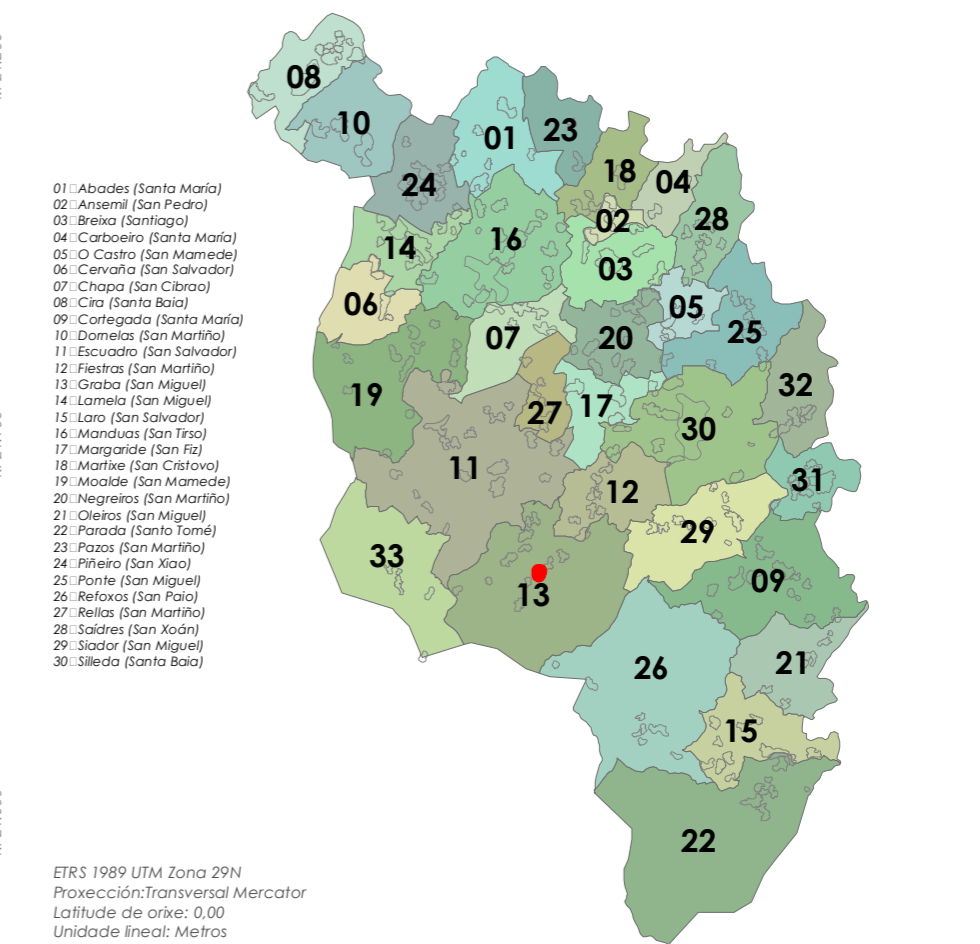 01 Abades (Santa María)
02 Ansemil (San Pedro)
03 Breixa (Santiago)
04 Carboeiro (Santa María)
05 O Castro (San Mamede)
06 Cervaña (San Salvador)
07 Chapa (San Cibrao)
08 Cira (Santa Baia)
09 Cortegada (Santa María)
10 Dornelas (San Martiño)
11 Escuadro (San Salvador)
12 Fiestras (San Martiño)
13 Graba (San Miguel)
14 Lamela (San Miguel)
15 Laro (San Salvador)
16 Manduas (San Tirso)
17 Margaride (San Fiz)
18 Martixe (San Cristovo)
19 Moalde (San Mamede)
20 Negreiros (San Martiño)
21 Oleiros (San Miguel)
22 Parada (Santo Tomé)
23 Pazos (San Martiño)
24 Piñeiro (San Xiao)
25 Ponte (San Miguel)
26 Refoxos (San Paio)
27 Rellas (San Martiño)
28 Saídres (San Xoán)
29 Siador (San Miguel)
30 Silleda (Santa Baia)
ETRS 1989 UTM Zona 29N
Proxección:Transversal Mercator
Latitude de orixe: 0,00
Unidade lineal: Metros
08
10
24
01
23
18
04
02
28
14
16
03
06
05
07
20
25
19
27
17
32
30
11
12
31
29
33
13
09
26
21
15
22